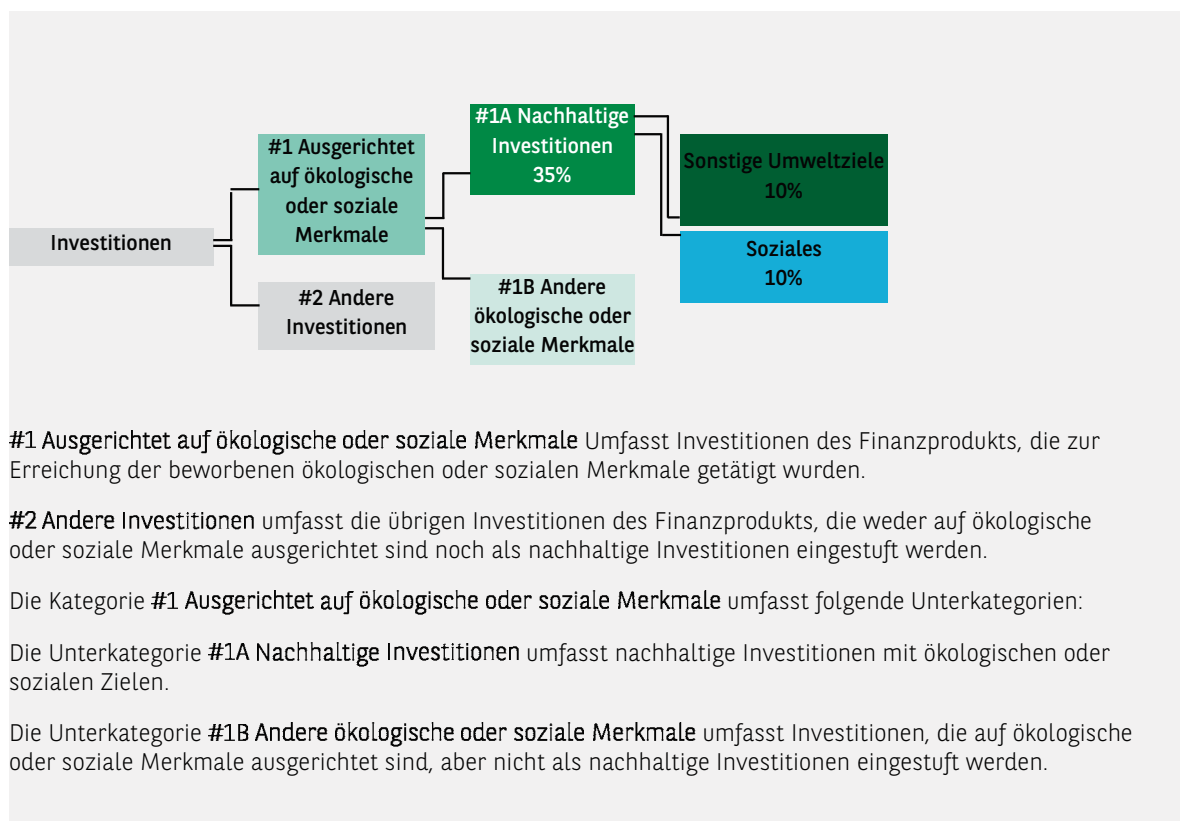 #1A Nachhaltige
Investitionen
35%
#1 Ausgerichtet
auf ökologische
oder soziale
Merkmale
Sonstige Umweltziele
10%
Investitionen
Soziales
10%
#2 Andere
Investitionen
#1B Andere
ökologische oder
soziale Merkmale
#1 Ausgerichtet auf ökologische oder soziale Merkmale Umfasst Investitionen des Finanzprodukts, die zur
Erreichung der beworbenen ökologischen oder sozialen Merkmale getätigt wurden.
#2 Andere Investitionen umfasst die übrigen Investitionen des Finanzprodukts, die weder auf ökologische
oder soziale Merkmale ausgerichtet sind noch als nachhaltige Investitionen eingestuft werden.
Die Kategorie #1 Ausgerichtet auf ökologische oder soziale Merkmale umfasst folgende Unterkategorien:
Die Unterkategorie #1A Nachhaltige Investitionen umfasst nachhaltige Investitionen mit ökologischen oder
sozialen Zielen.
Die Unterkategorie #1B Andere ökologische oder soziale Merkmale umfasst Investitionen, die auf ökologische
oder soziale Merkmale ausgerichtet sind, aber nicht als nachhaltige Investitionen eingestuft werden.